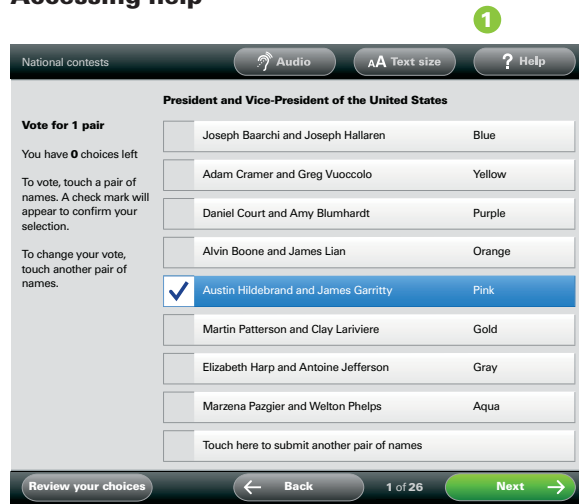 Accessing help
1
National contests
Audio
AA Text size
? Help
President and Vice-President of the United States
Vote for 1 pair
You have 0 choices left
To vote, touch a pair of
names. A check mark will
appear to confirm your
selection.
To change your vote,
touch another pair of
names.
Joseph Baarchi and Joseph Hallaren Blue
Adam Cramer and Greg Vuoccolo Yellow
Daniel Court and Amy Blumhardt Purple
Alvin Boone and James Lian Orange
Austin Hildebrand and James Garritty Pink
Martin Patterson and Clay Lariviere Gold
Elizabeth Harp and Antoine Jefferson Gray
Marzena Pazgier and Welton Phelps Aqua
Touch here to submit another pair of names
Review your choices
← Back
1 of 26
Next →